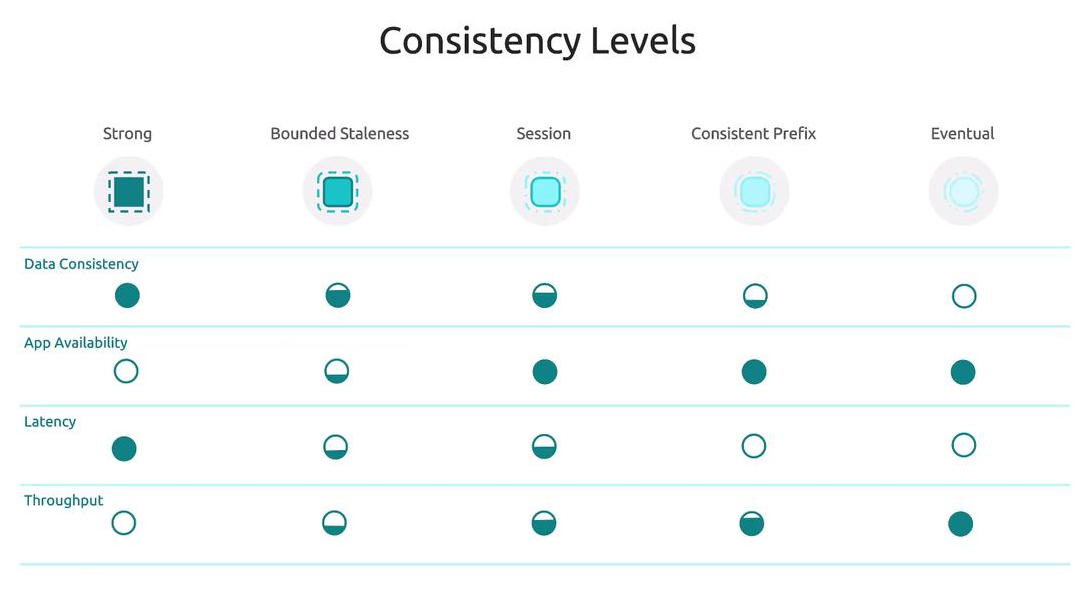 Consistency Levels
Strong
Bounded Staleness
Session
Consistent Prefix
Eventual
Data Consistency
App Availability
Latency
Throughput